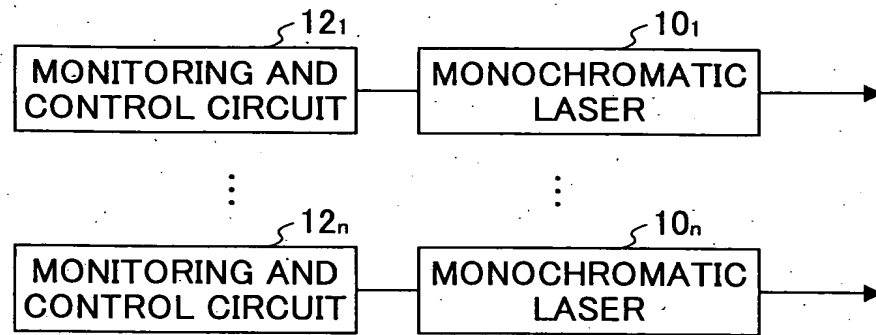 12₁ 10₁
MONITORING AND CONTROL CIRCUIT
MONOCHROMATIC LASER
12ₙ 10ₙ
MONITORING AND CONTROL CIRCUIT
MONOCHROMATIC LASER